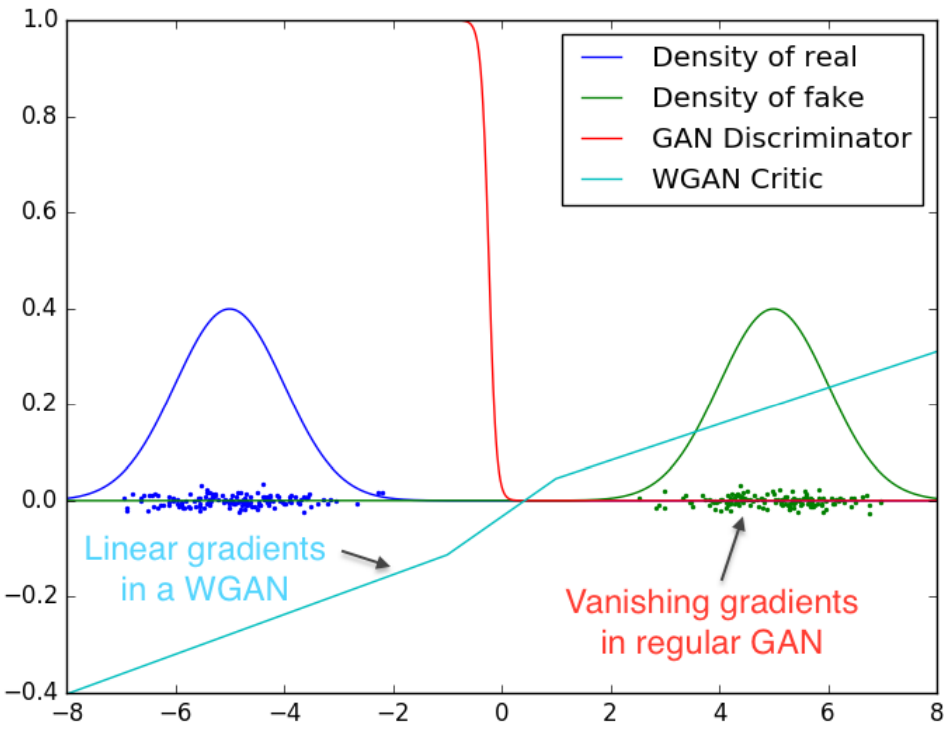 1.0
0.8
0.6
0.4
0.2
0.0
−0.2
−0.4
−8
−6
−4
−2
0
2
4
6
8
Density of real
Density of fake
GAN Discriminator
WGAN Critic
Linear gradients
in a WGAN
Vanishing gradients
in regular GAN